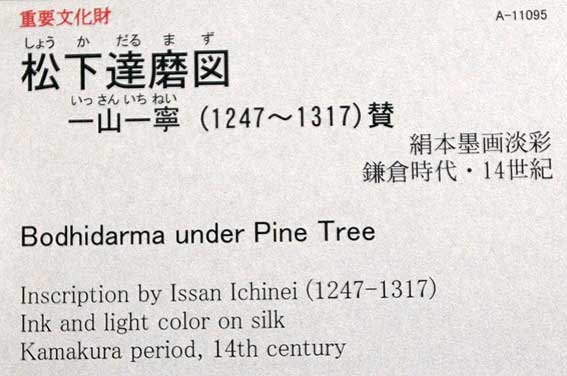 重要文化財
A-11095
しょう か だる ま ず
松下達磨図
いっさんいちねい
一山一寧 (1247～1317)賛
絹本墨画淡彩
鎌倉時代・14世紀
Bodhidarma under Pine Tree
Inscription by Issan Ichinei (1247-1317)
Ink and light color on silk
Kamakura period, 14th century